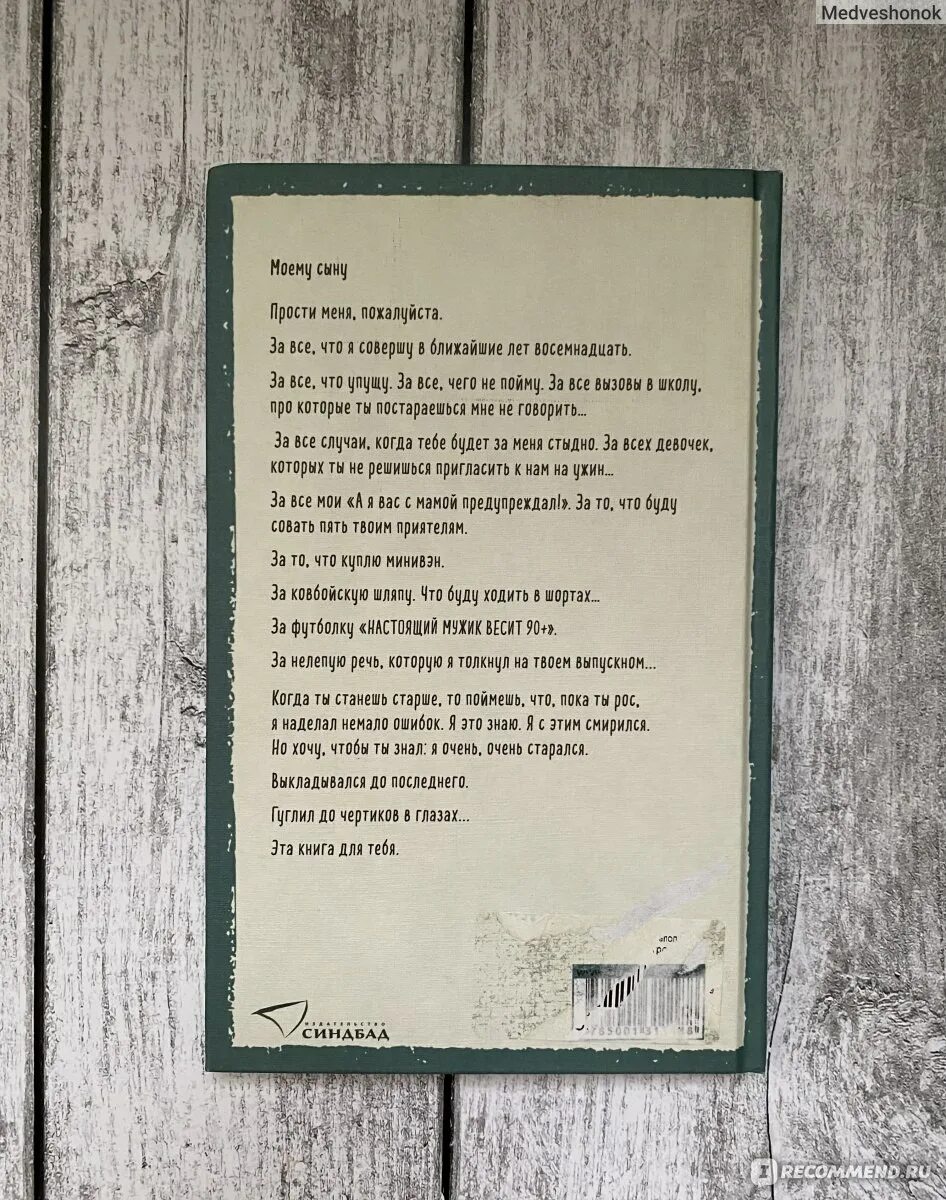 Medveshonok
Моему сыну
Прости меня, пожалуйста.
За все, что я совершу в ближайшие лет восемнадцать.
За все, что упущу. За все, чего не пойму. За все вызовы в школу,
про которые ты постараешься мне не говорить...
За все случаи, когда тебе будет за меня стыдно. За всех девочек,
которых ты не решишься пригласить к нам на ужин...
За все мои «А я вас с мамой предупреждал!». За то, что буду
совать пять твоим приятелям.
За то, что куплю минивэн.
За ковбойскую шляпу. Что буду ходить в шортах...
За футболку «НАСТОЯЩИЙ МУЖИК ВЕСИТ 90+».
За нелепую речь, которую я толкнул на твоем выпускном...
Когда ты станешь старше, то поймешь, что, пока ты рос,
я наделал немало ошибок. Я это знаю. Я с этим смирился.
Но хочу, чтобы ты знал: я очень, очень старался.
Выкладывался до последнего.
Гуглил до чертиков в глазах...
Эта книга для тебя.
ИЗДАТЕЛЬСТВО
СИНДБАД
RECOMMEND.RU